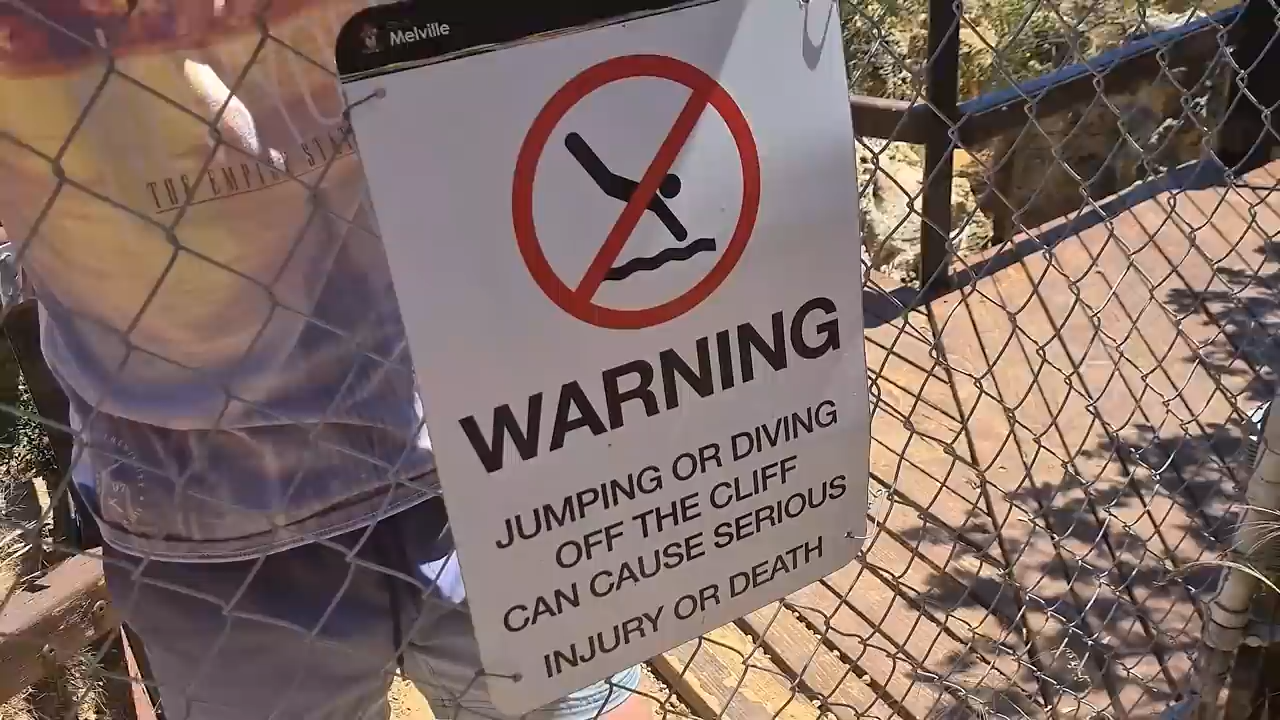 Melville
WARNING
JUMPING OR DIVING
OFF THE CLIFF
CAN CAUSE SERIOUS
INJURY OR DEATH
THE EMPIRE STATE